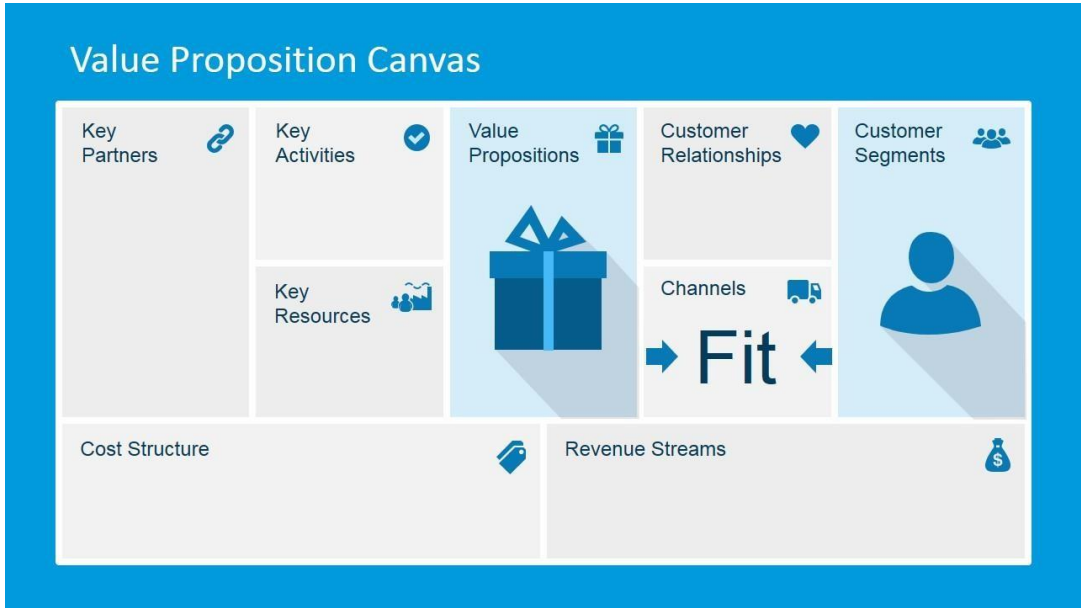 Value Proposition Canvas
Key
Partners
Key
Activities
Value
Propositions
Customer
Relationships
Customer
Segments
Key
Resources
Channels
Fit
Cost Structure
Revenue Streams
$